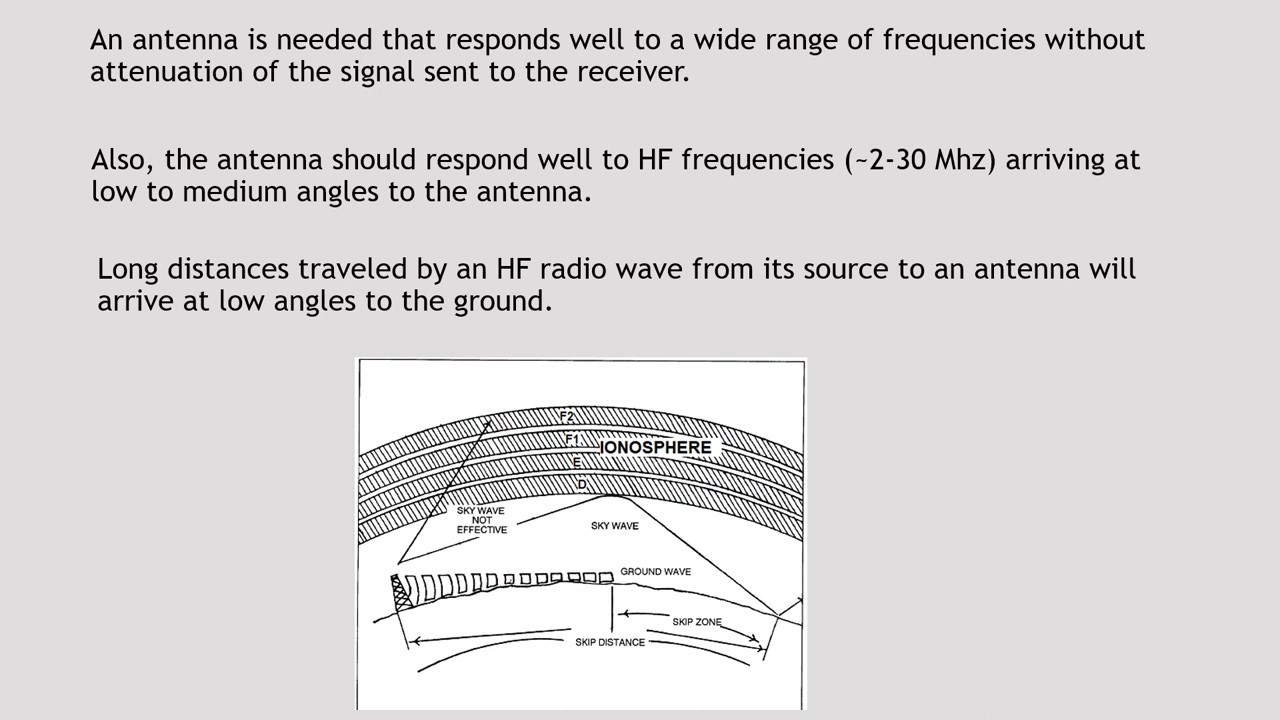 An antenna is needed that responds well to a wide range of frequencies without
attenuation of the signal sent to the receiver.
Also, the antenna should respond well to HF frequencies (~2-30 Mhz) arriving at
low to medium angles to the antenna.
Long distances traveled by an HF radio wave from its source to an antenna will
arrive at low angles to the ground.
F2
F1
IONOSPHERE
E
D
SKY WAVE
NOT
EFFECTIVE
SKY WAVE
GROUND WAVE
SKIP ZONE
SKIP DISTANCE